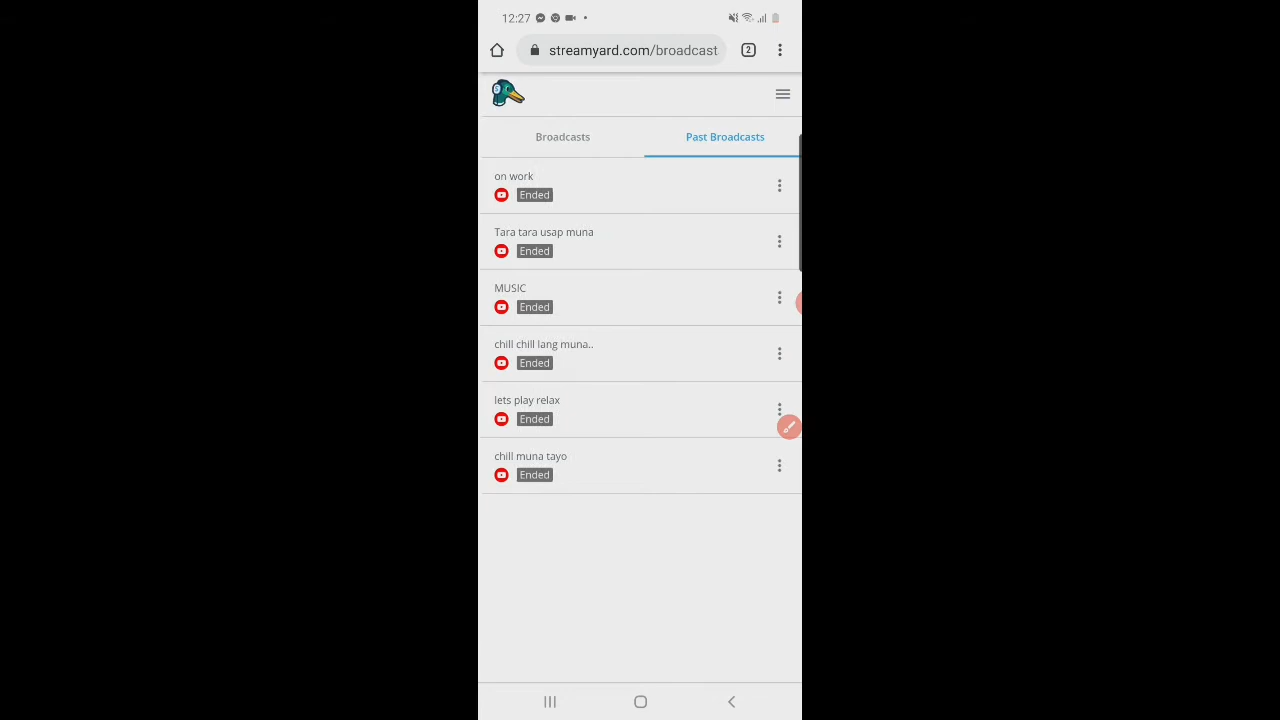 12:27
streamyard.com/broadcast
2
Broadcasts
Past Broadcasts
on work
Ended
Tara tara usap muna
Ended
MUSIC
Ended
chill chill lang muna..
Ended
lets play relax
Ended
chill muna tayo
Ended